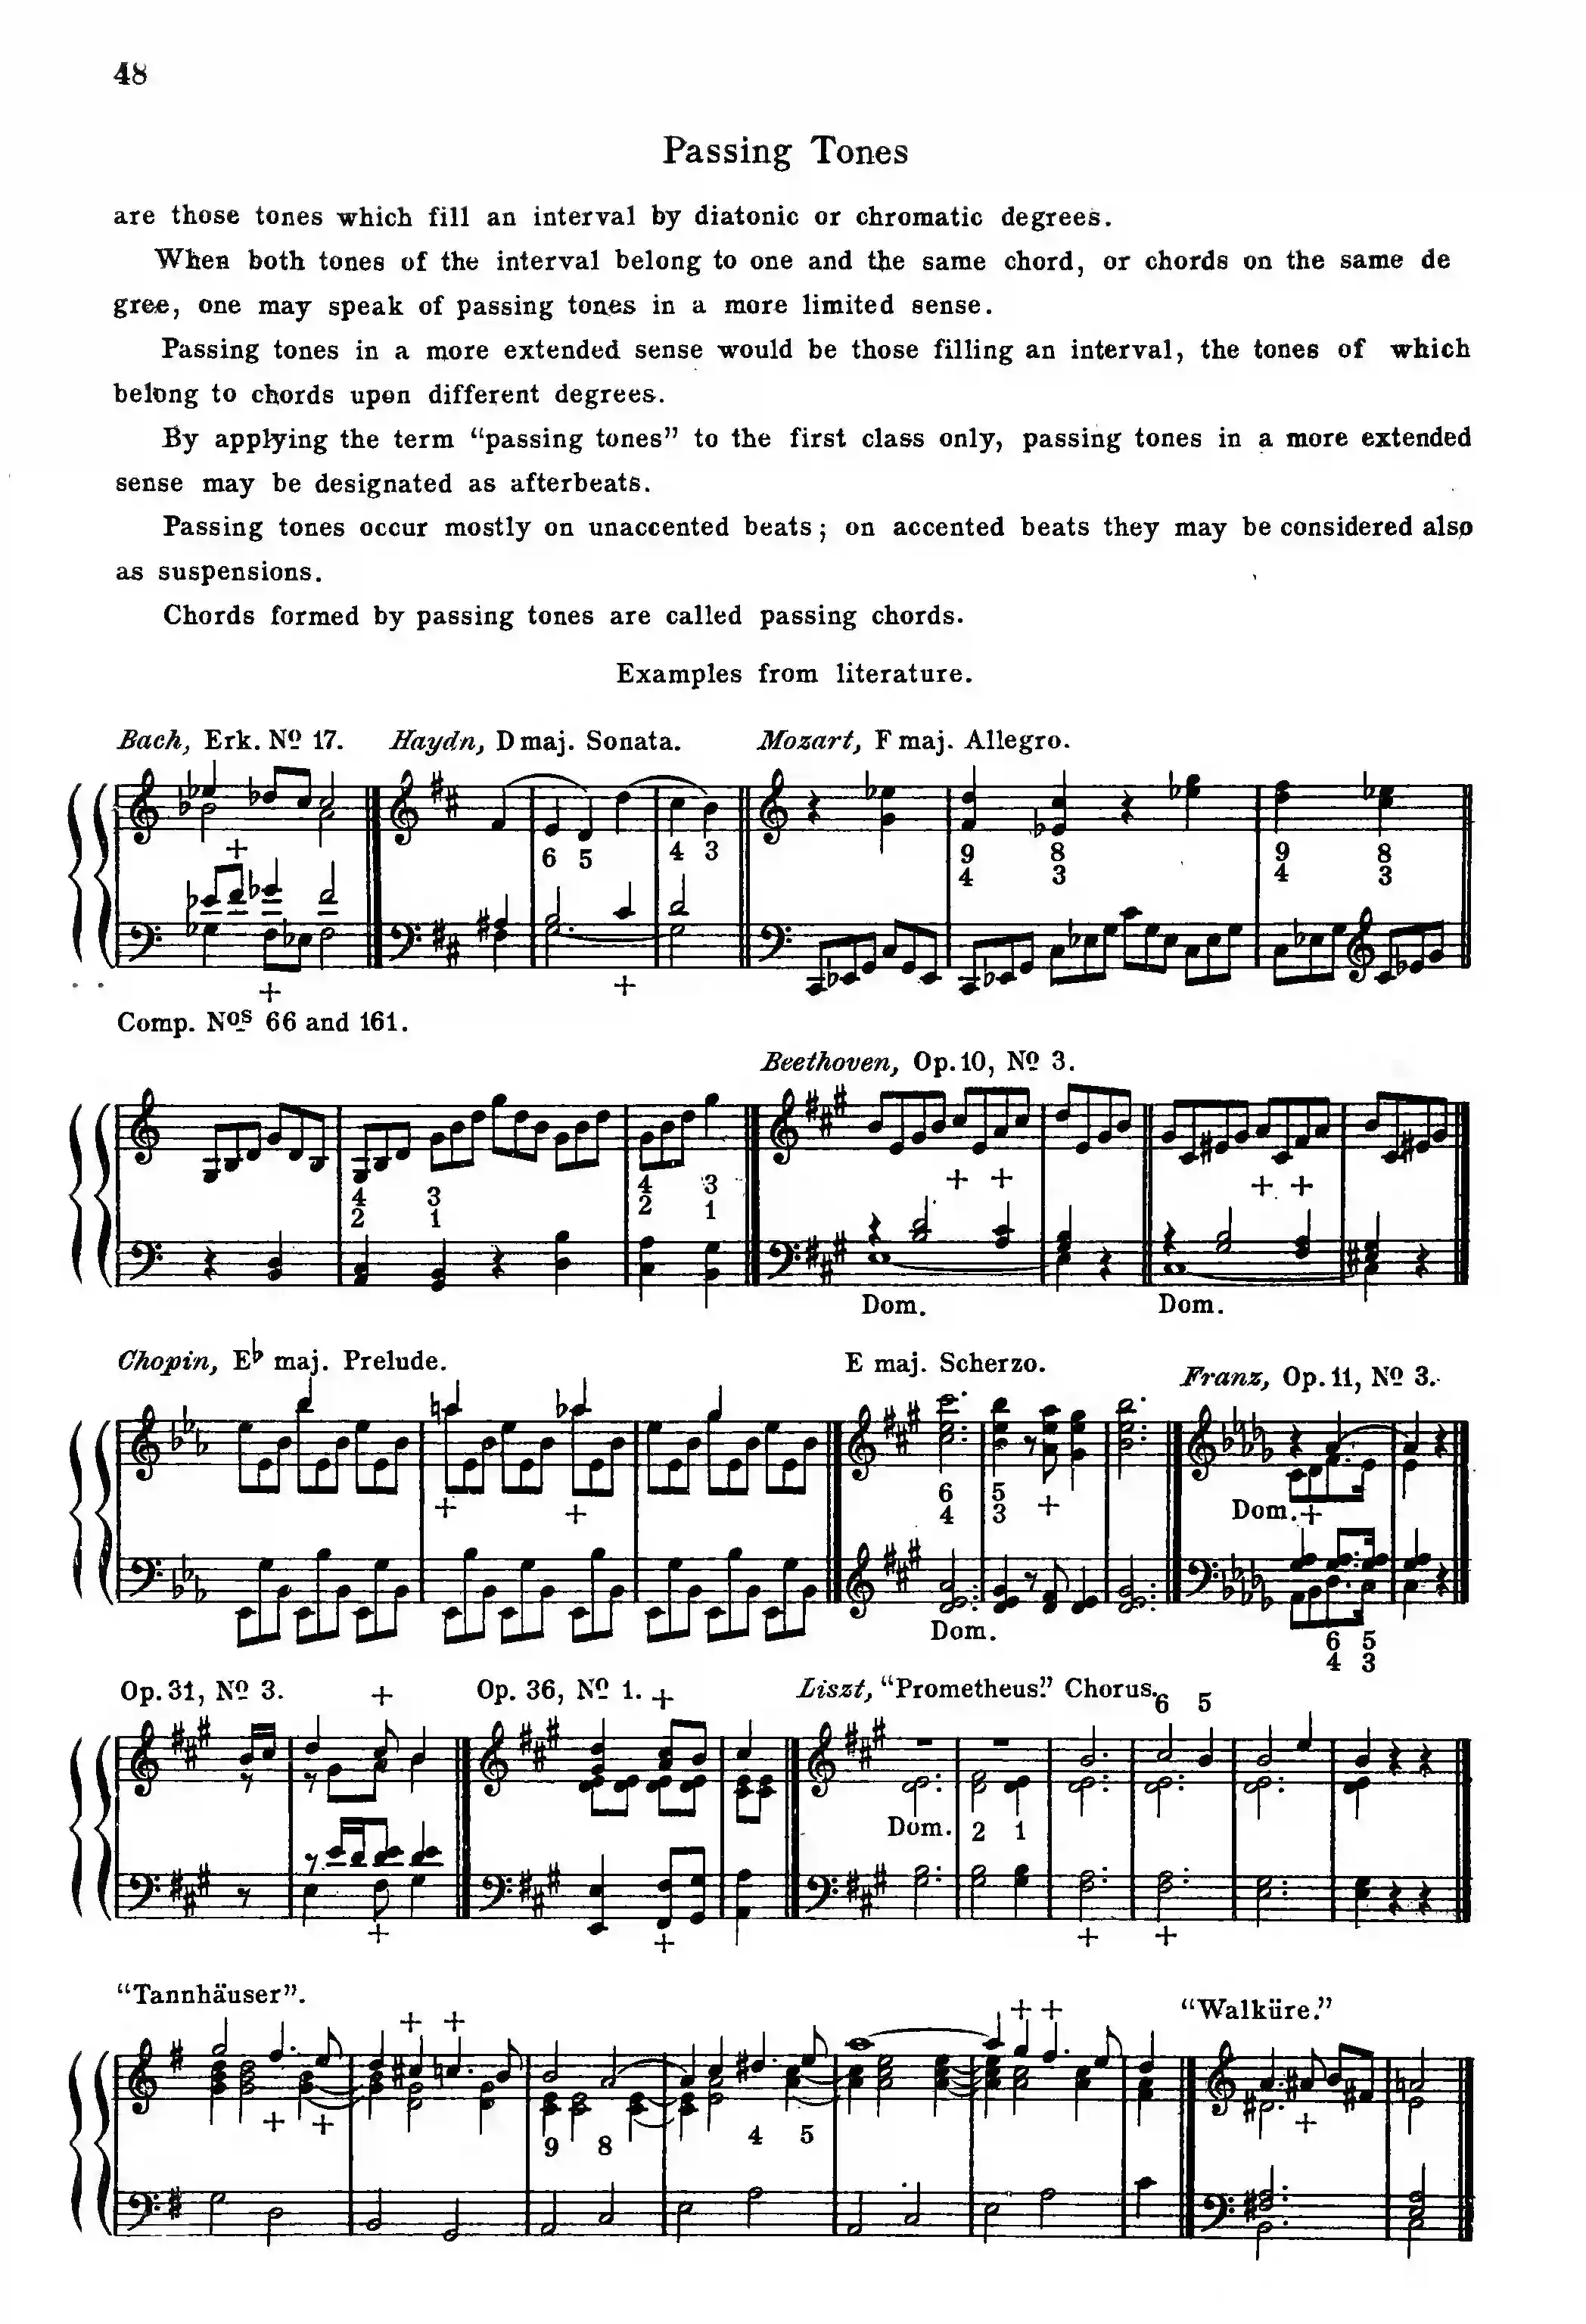 48
Passing Tones
are those tones which fill an interval by diatonic or chromatic degrees.
When both tones of the interval belong to one and the same chord, or chords on the same de
gree, one may speak of passing tones in a more limited sense.
Passing tones in a more extended sense would be those filling an interval, the tones of which
belong to chords upon different degrees.
By applying the term “passing tones” to the first class only, passing tones in a more extended
sense may be designated as afterbeats.
Passing tones occur mostly on unaccented beats; on accented beats they may be considered also
as suspensions.
Chords formed by passing tones are called passing chords.
Examples from literature.
Bach, Erk. No 17. Haydn, D maj. Sonata. Mozart, F maj. Allegro.
+ 6 5 4 3 9 8 9 8
4 3 4 3
+ +
Comp. Nos 66 and 161.
Beethoven, Op. 10, No 3.
+ + + +
4 3 4 3
2 1 2 1
Dom. Dom.
Chopin, E♭ maj. Prelude. E maj. Scherzo. Franz, Op. 11, No 3.
6 5
+ + 4 3 + Dom. +
Dom.
6 5
4 3
Op. 31, No 3. + Op. 36, No 1. + Liszt, “Prometheus.” Chorus. 6 5
Dom. 2 1
+ + + +
“Tannhäuser”. + + + + “Walküre.”
+ + 9 8 4 5 +